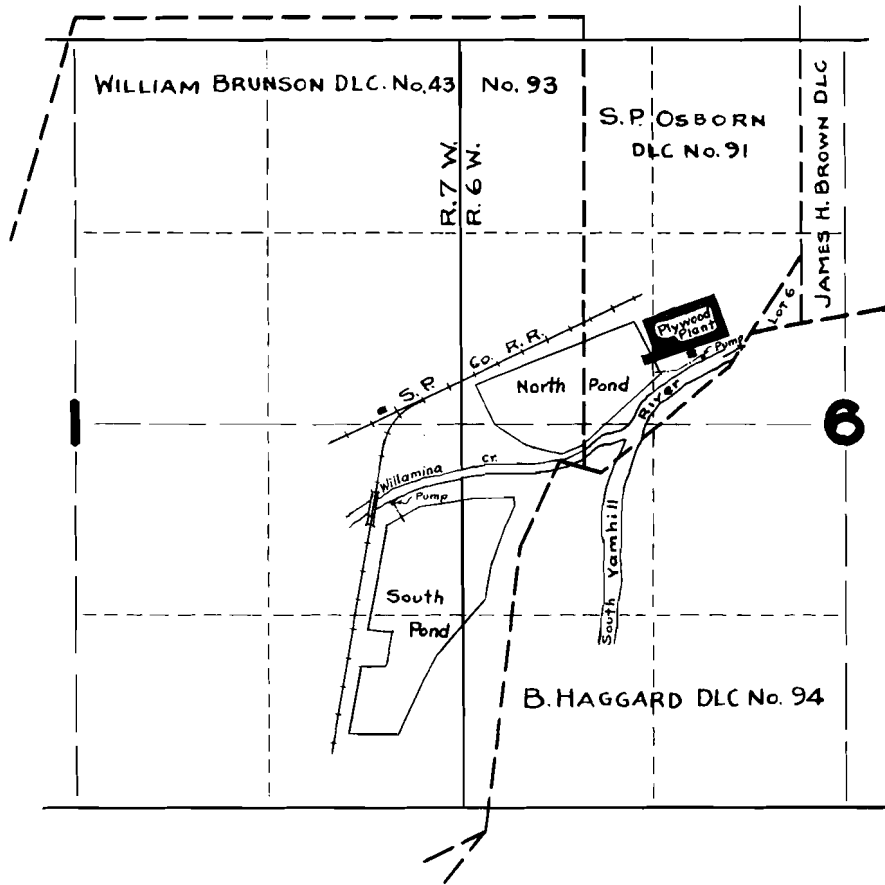 WILLIAM BRUNSON DLC. No. 43
No. 93
S.P. OSBORN
DLC No. 91
JAMES H. BROWN DLC
R. 7 W.
R. 6 W.
LOT 6
Plywood
Plant
Pump
S.P. Co. R.R.
North Pond
River
1
6
Willamina Cr.
Pump
South Yamhill
South
Pond
B. HAGGARD DLC No. 94